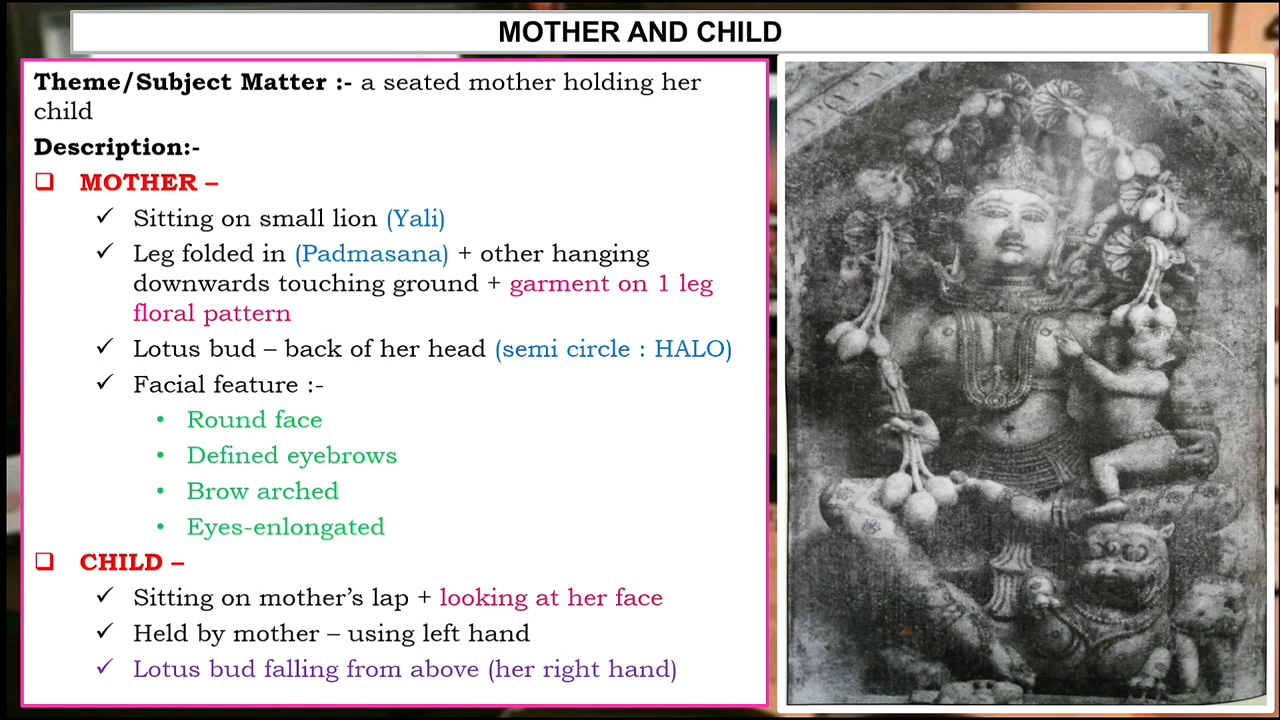 MOTHER AND CHILD
Theme/Subject Matter :- a seated mother holding her
child
Description:-
❑ MOTHER –
✓ Sitting on small lion (Yali)
✓ Leg folded in (Padmasana) + other hanging
downwards touching ground + garment on 1 leg
floral pattern
✓ Lotus bud – back of her head (semi circle : HALO)
✓ Facial feature :-
• Round face
• Defined eyebrows
• Brow arched
• Eyes-enlongated
❑ CHILD –
✓ Sitting on mother’s lap + looking at her face
✓ Held by mother – using left hand
✓ Lotus bud falling from above (her right hand)